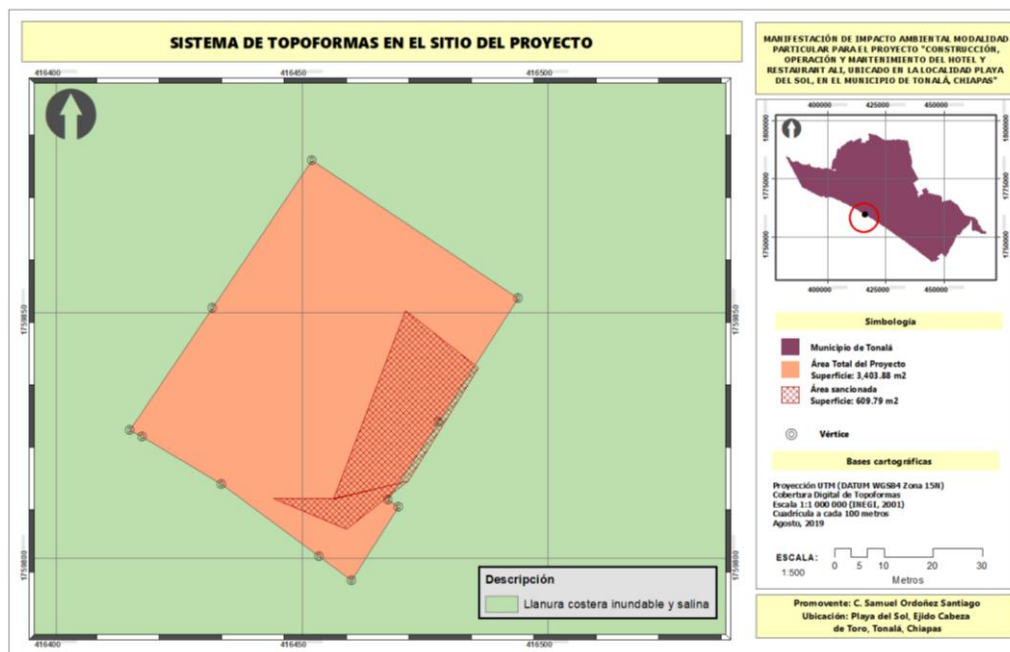 SISTEMA DE TOPOFORMAS EN EL SITIO DEL PROYECTO
416400
416450
416500
1759850
1759800
1759850
1759800
416400
416450
416500
Descripción
Llanura costera inundable y salina
MANIFESTACIÓN DE IMPACTO AMBIENTAL MODALIDAD
PARTICULAR PARA EL PROYECTO "CONSTRUCCIÓN,
OPERACIÓN Y MANTENIMIENTO DEL HOTEL Y
RESTAURANT ALI, UBICADO EN LA LOCALIDAD PLAYA
DEL SOL, EN EL MUNICIPIO DE TONALÁ, CHIAPAS"
400000
425000
450000
1800000
1775000
1750000
1800000
1775000
1750000
400000
425000
450000
Simbología
Municipio de Tonalá
Área Total del Proyecto
Superficie: 3,403.88 m2
Área sancionada
Superficie: 609.79 m2
Vértice
Bases cartográficas
Proyección UTM (DATUM WGS84 Zona 15N)
Cobertura Digital de Topoformas
Escala 1:1 000 000 (INEGI, 2001)
Cuadrícula a cada 100 metros
Agosto, 2019
ESCALA:
1:500
0 5 10 20 30
Metros
Promovente: C. Samuel Ordoñez Santiago
Ubicación: Playa del Sol, Ejido Cabeza
de Toro, Tonalá, Chiapas